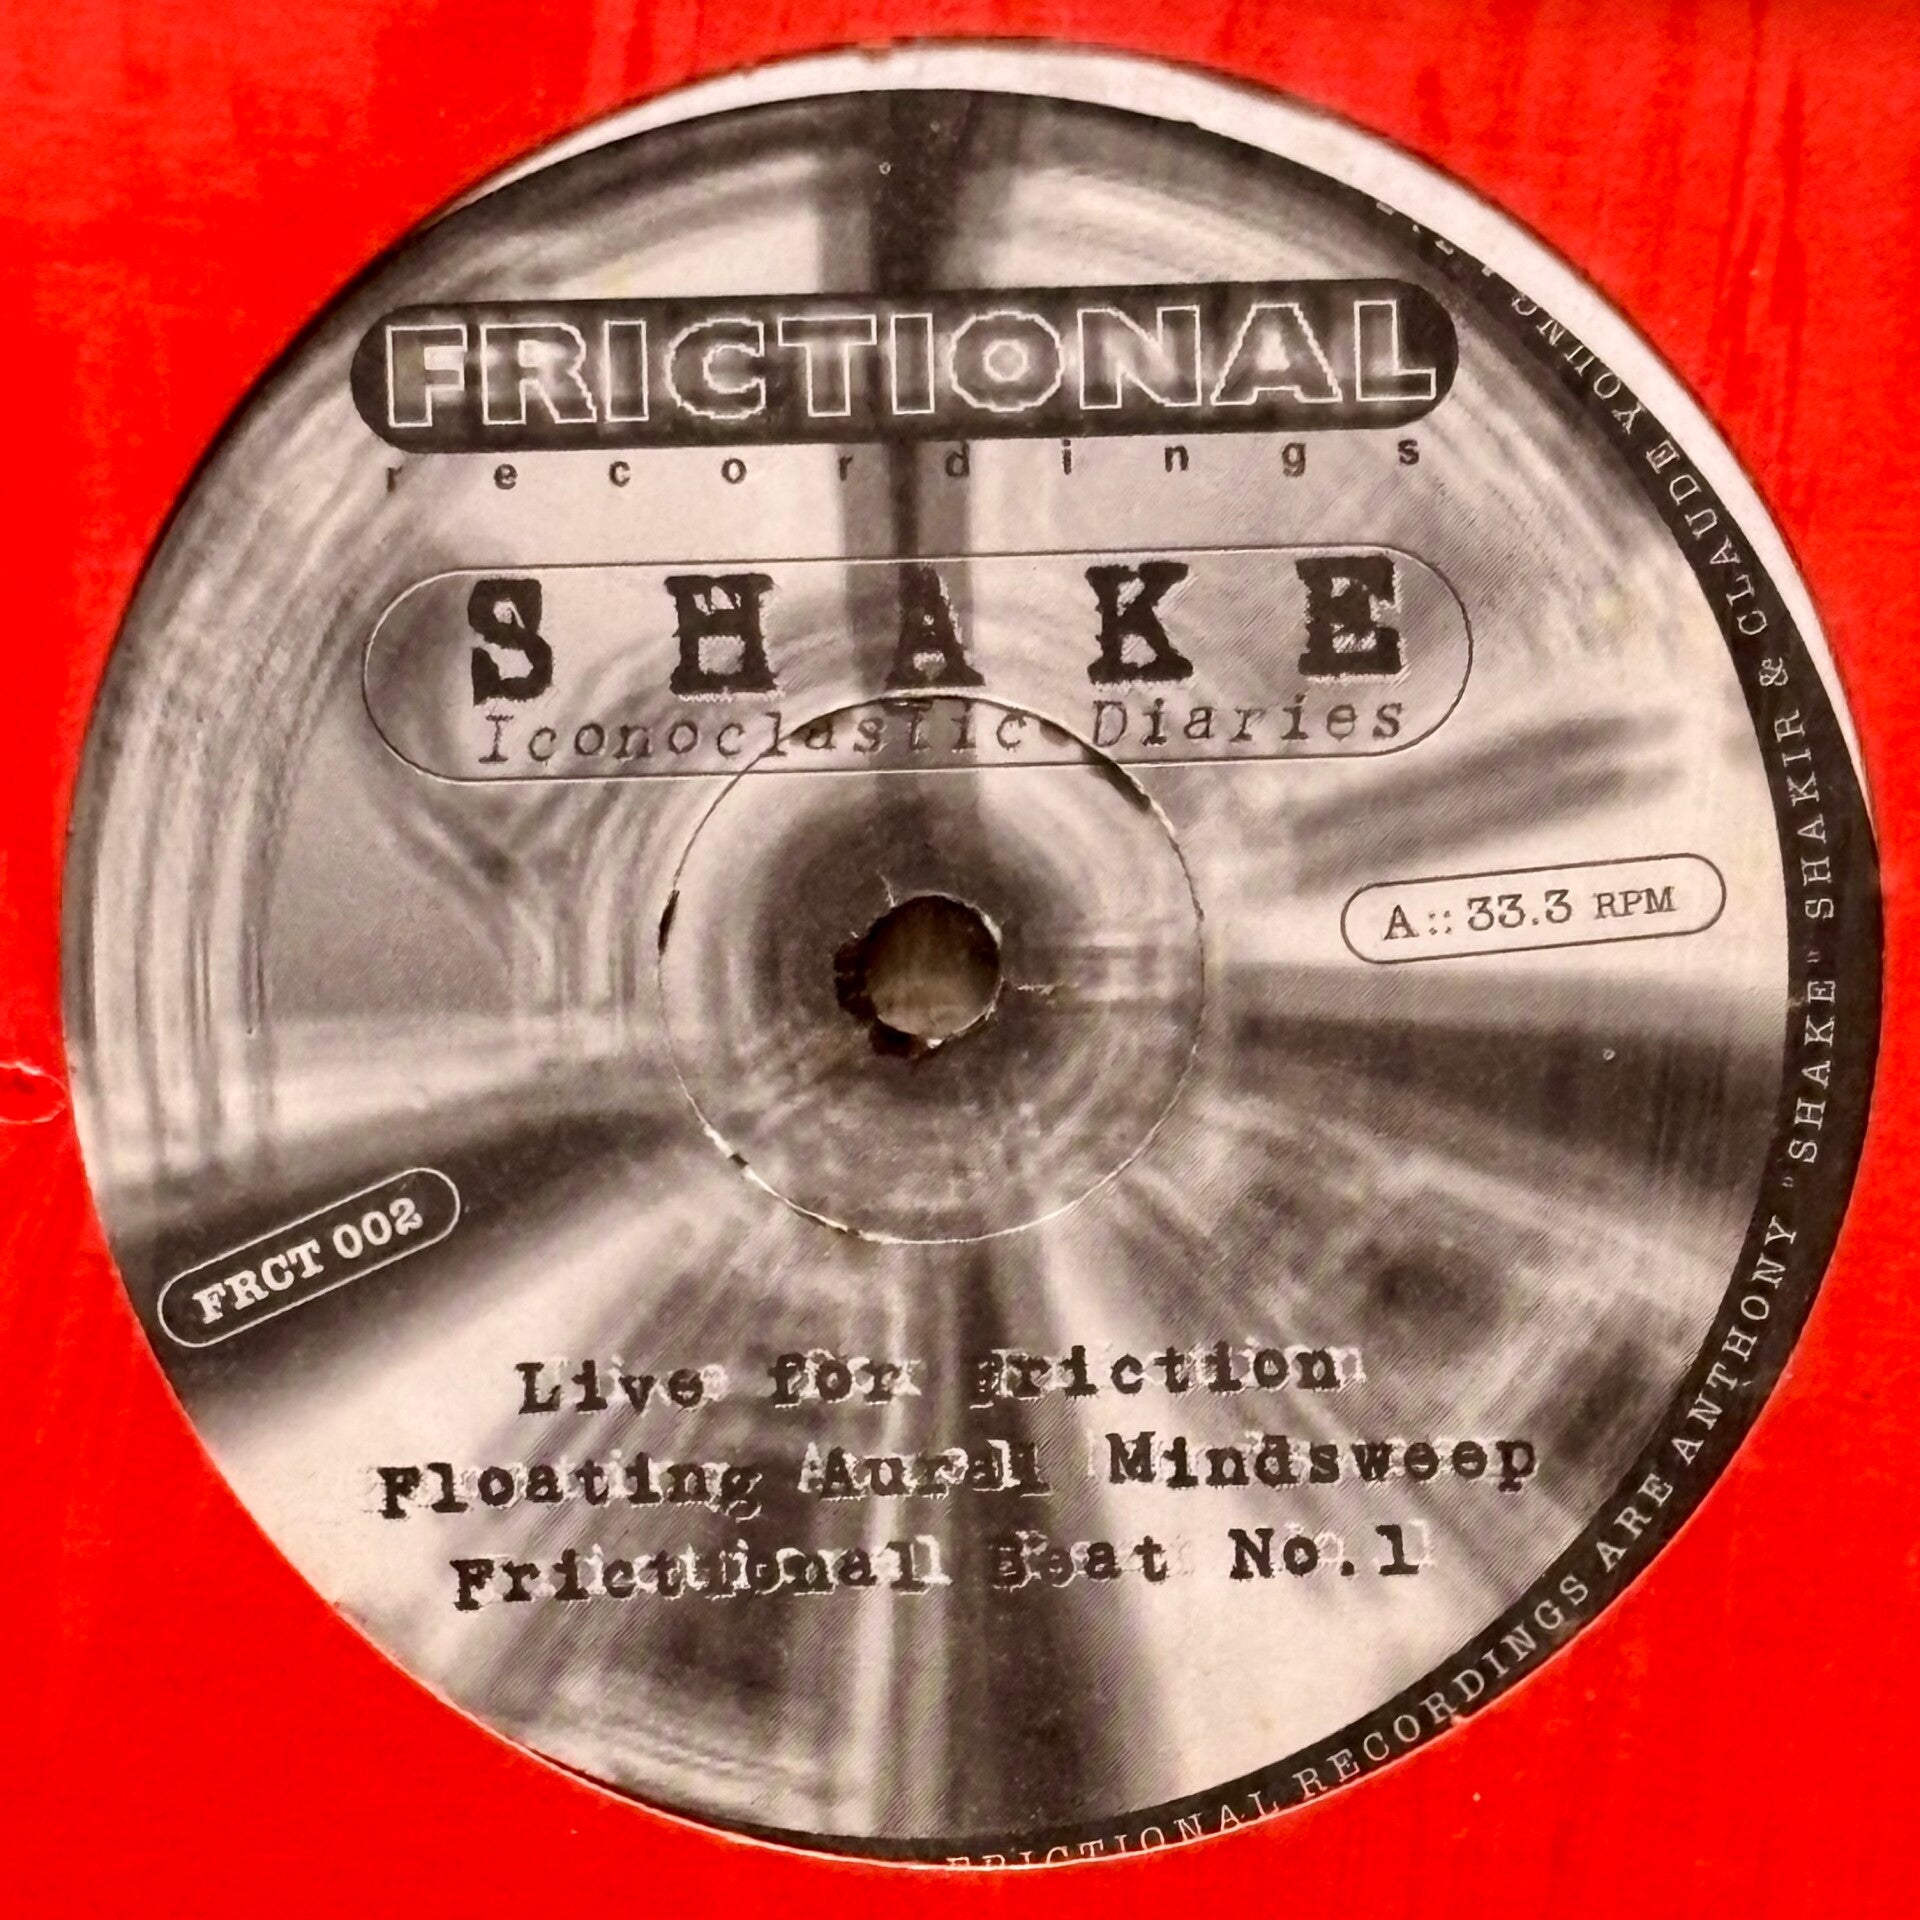 FRICTIONAL
recordings
SHAKE
Iconoclastic Diaries
A :: 33.3 RPM
FRCT 002
Live for Friction
Floating Aural Mindsweep
Frictional Beat No.1
FRICTIONAL RECORDINGS ARE ANTHONY "SHAKE" SHAKIR & CLAUDE YOUNG